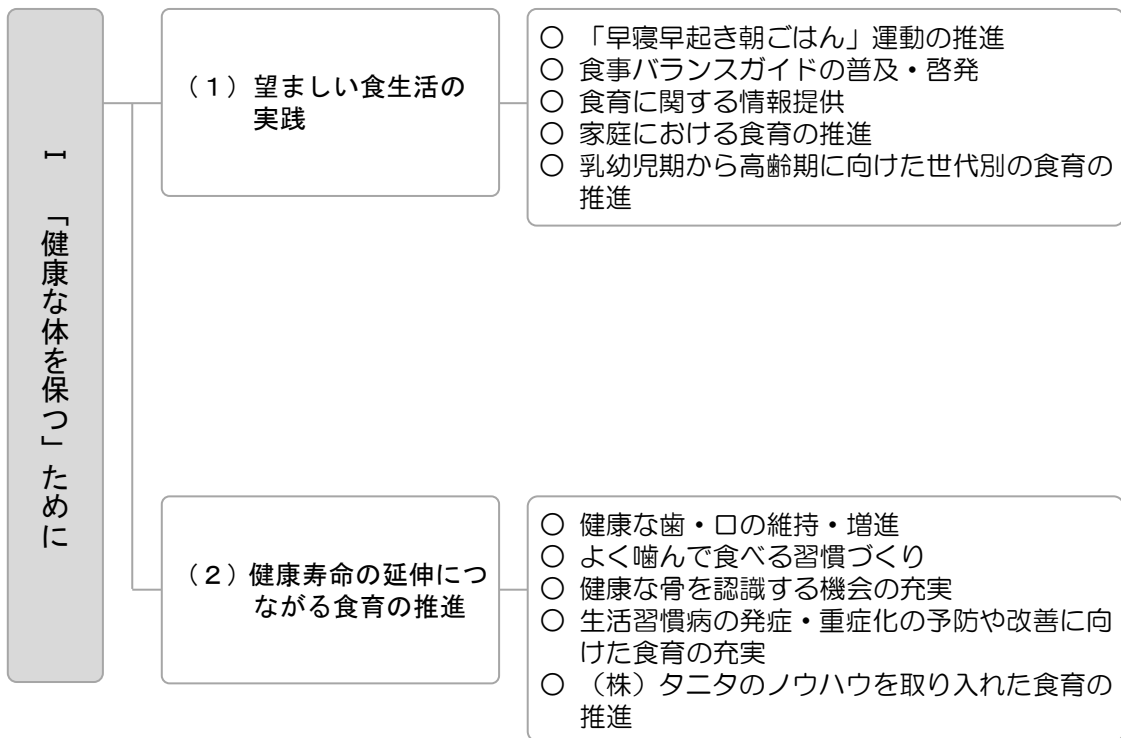 Ⅰ 「健康な体を保つ」ために
（１）望ましい食生活の
実践
○ 「早寝早起き朝ごはん」運動の推進
○ 食事バランスガイドの普及・啓発
○ 食育に関する情報提供
○ 家庭における食育の推進
○ 乳幼児期から高齢期に向けた世代別の食育の
推進
（２）健康寿命の延伸につ
ながる食育の推進
○ 健康な歯・口の維持・増進
○ よく噛んで食べる習慣づくり
○ 健康な骨を認識する機会の充実
○ 生活習慣病の発症・重症化の予防や改善に向
けた食育の充実
○ （株）タニタのノウハウを取り入れた食育の
推進